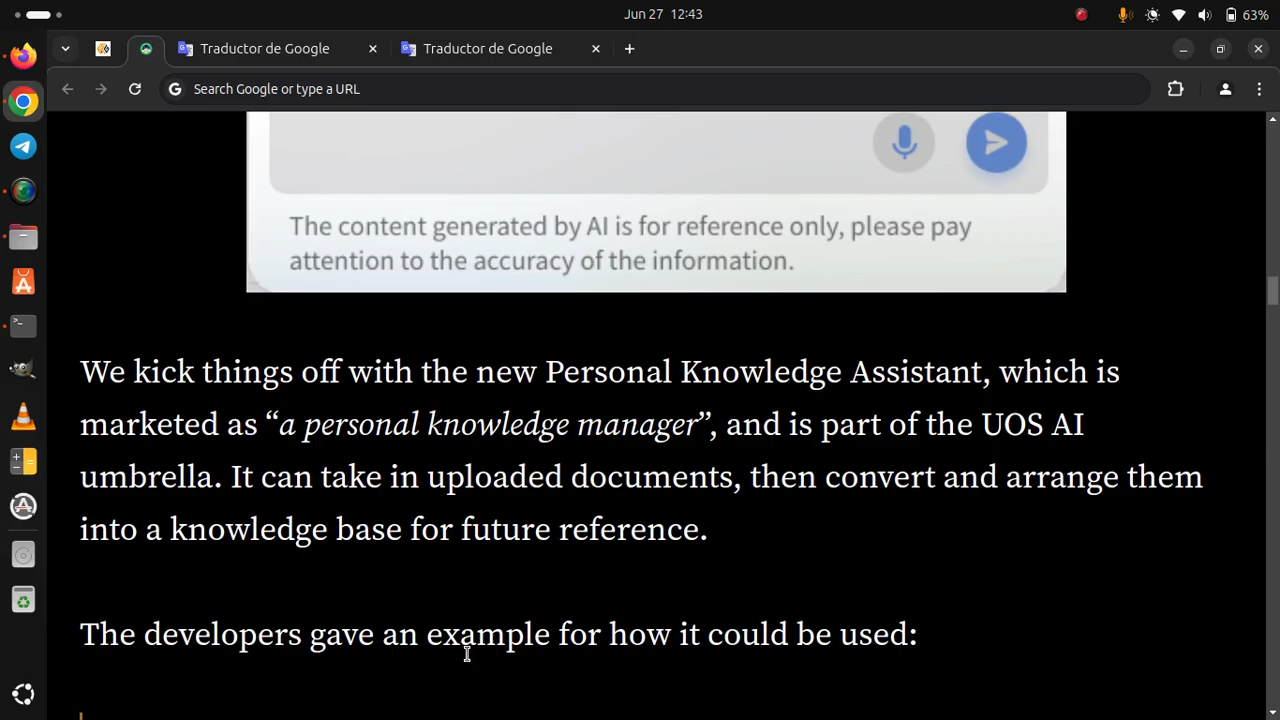 Jun 27 12:43
63%
Traductor de Google
Traductor de Google
Search Google or type a URL
The content generated by AI is for reference only, please pay
attention to the accuracy of the information.
We kick things off with the new Personal Knowledge Assistant, which is
marketed as “a personal knowledge manager”, and is part of the UOS AI
umbrella. It can take in uploaded documents, then convert and arrange them
into a knowledge base for future reference.
The developers gave an example for how it could be used: